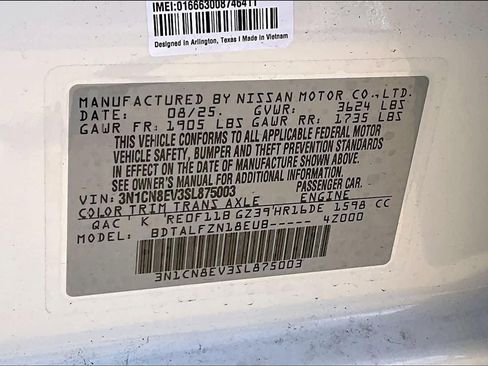 IMEI:016663008746411
Designed in Arlington, Texas | Made in Vietnam
MANUFACTURED BY NISSAN MOTOR CO.,LTD.
DATE: 08/25. GVWR: 3624 LBS
GAWR FR: 1905 LBS GAWR RR: 1735 LBS
THIS VEHICLE CONFORMS TO ALL APPLICABLE FEDERAL MOTOR
VEHICLE SAFETY, BUMPER AND THEFT PREVENTION STANDARDS
IN EFFECT ON THE DATE OF MANUFACTURE SHOWN ABOVE.
SEE OWNER'S MANUAL FOR ADDITIONAL INFORMATION.
VIN: 3N1CN8EV3SL875003 PASSENGER CAR.
COLOR TRIM TRANS AXLE ENGINE
QAC K RE0F11B GZ39 HR16DE 1598 CC
MODEL: BDTALFZN18EUB----- 4Z000
3N1CN8EV3SL875003